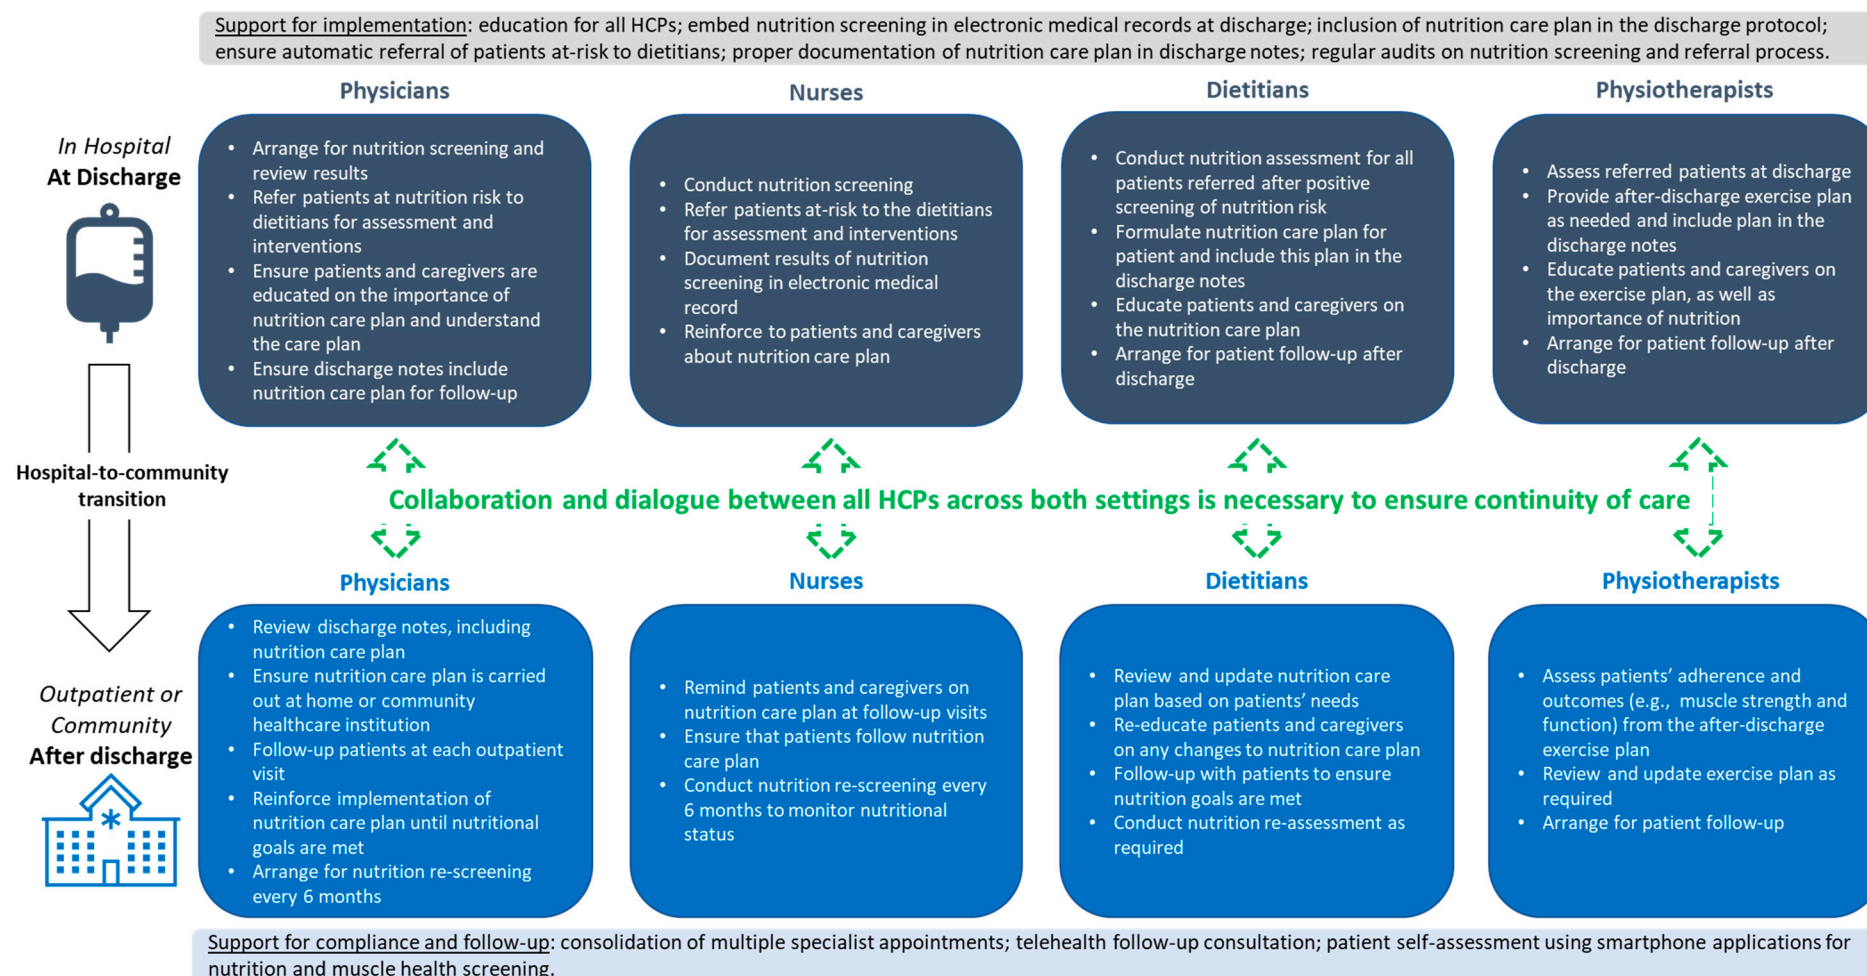 Support for implementation: education for all HCPs; embed nutrition screening in electronic medical records at discharge; inclusion of nutrition care plan in the discharge protocol;
ensure automatic referral of patients at-risk to dietitians; proper documentation of nutrition care plan in discharge notes; regular audits on nutrition screening and referral process.
In Hospital
At Discharge
Physicians
• Arrange for nutrition screening and
review results
• Refer patients at nutrition risk to
dietitians for assessment and
interventions
• Ensure patients and caregivers are
educated on the importance of
nutrition care plan and understand
the care plan
• Ensure discharge notes include
nutrition care plan for follow-up
Nurses
• Conduct nutrition screening
• Refer patients at-risk to the dietitians
for assessment and interventions
• Document results of nutrition
screening in electronic medical
record
• Reinforce to patients and caregivers
about nutrition care plan
Dietitians
• Conduct nutrition assessment for all
patients referred after positive
screening of nutrition risk
• Formulate nutrition care plan for
patient and include this plan in the
discharge notes
• Educate patients and caregivers on
the nutrition care plan
• Arrange for patient follow-up after
discharge
Physiotherapists
• Assess referred patients at discharge
• Provide after-discharge exercise plan
as needed and include plan in the
discharge notes
• Educate patients and caregivers on
the exercise plan, as well as
importance of nutrition
• Arrange for patient follow-up after
discharge
Hospital-to-community
transition
Collaboration and dialogue between all HCPs across both settings is necessary to ensure continuity of care
Outpatient or
Community
After discharge
Physicians
• Review discharge notes, including
nutrition care plan
• Ensure nutrition care plan is carried
out at home or community
healthcare institution
• Follow-up patients at each outpatient
visit
• Reinforce implementation of
nutrition care plan until nutritional
goals are met
• Arrange for nutrition re-screening
every 6 months
Nurses
• Remind patients and caregivers on
nutrition care plan at follow-up visits
• Ensure that patients follow nutrition
care plan
• Conduct nutrition re-screening every
6 months to monitor nutritional
status
Dietitians
• Review and update nutrition care
plan based on patients' needs
• Re-educate patients and caregivers
on any changes to nutrition care plan
• Follow-up with patients to ensure
nutrition goals are met
• Conduct nutrition re-assessment as
required
Physiotherapists
• Assess patients' adherence and
outcomes (e.g., muscle strength and
function) from the after-discharge
exercise plan
• Review and update exercise plan as
required
• Arrange for patient follow-up
Support for compliance and follow-up: consolidation of multiple specialist appointments; telehealth follow-up consultation; patient self-assessment using smartphone applications for
nutrition and muscle health screening.